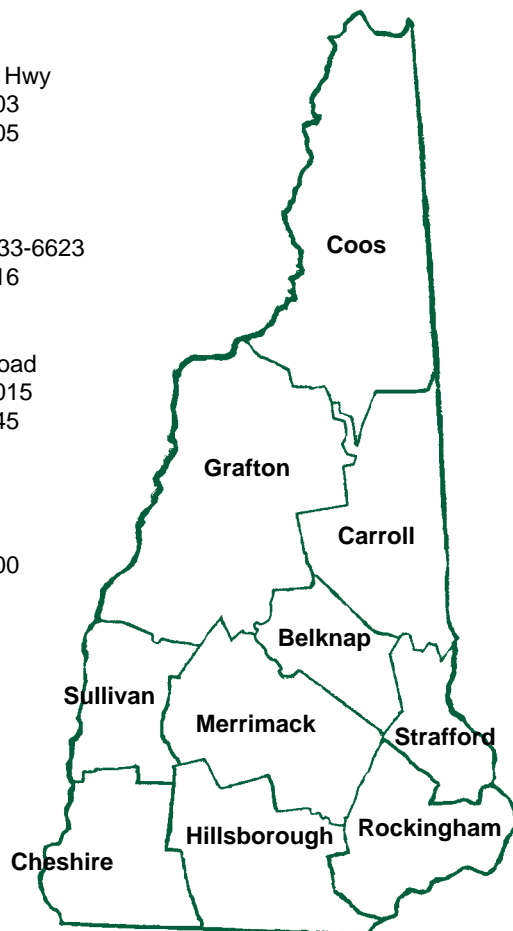 Hwy
03
05
33-6623
16
oad
015
45
00
Coos
Grafton
Carroll
Belknap
Sullivan
Merrimack
Strafford
Rockingham
Hillsborough
Cheshire